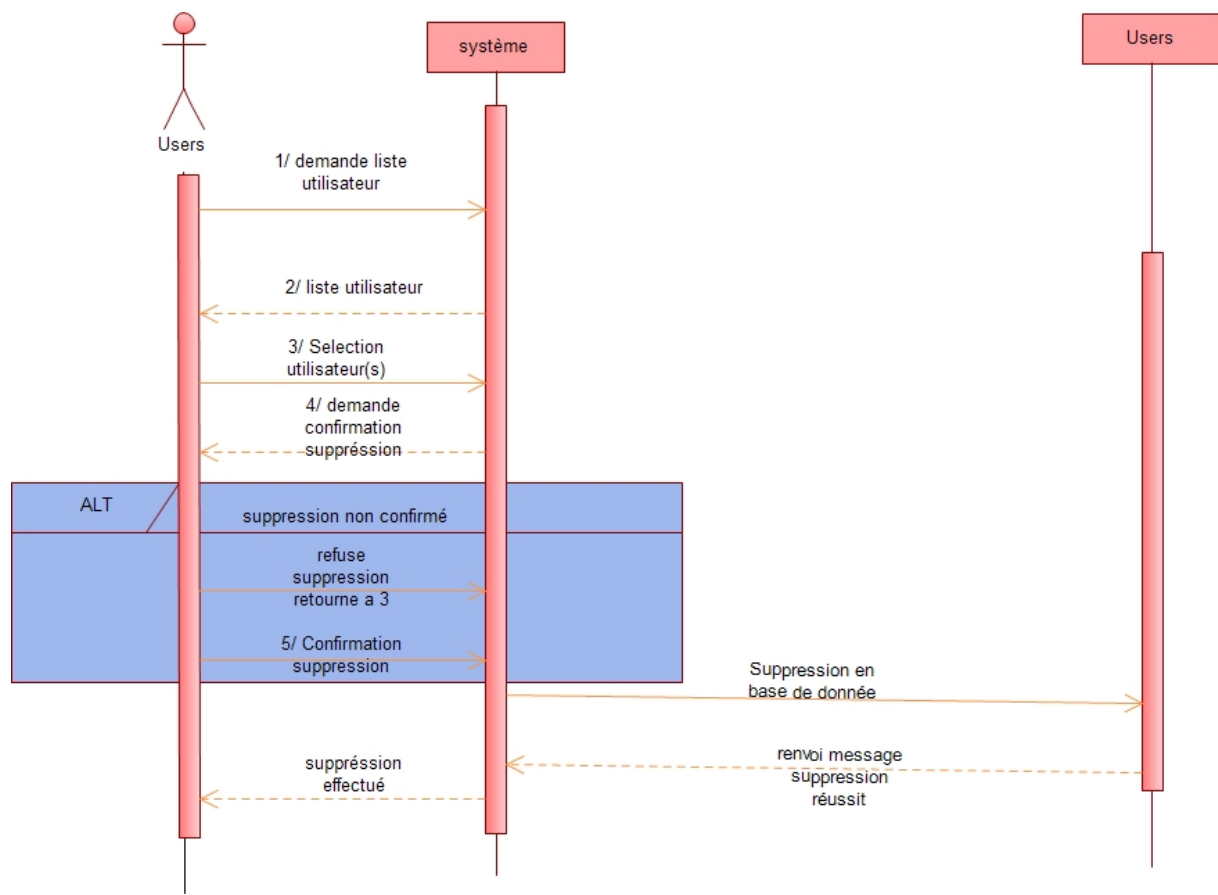 système
Users
Users
1/ demande liste
utilisateur
2/ liste utilisateur
3/ Selection
utilisateur(s)
4/ demande
confirmation
suppréssion
ALT
suppression non confirmé
refuse
suppression
retourne a 3
5/ Confirmation
suppression
Suppression en
base de donnée
renvoi message
suppression
réussit
suppréssion
effectué